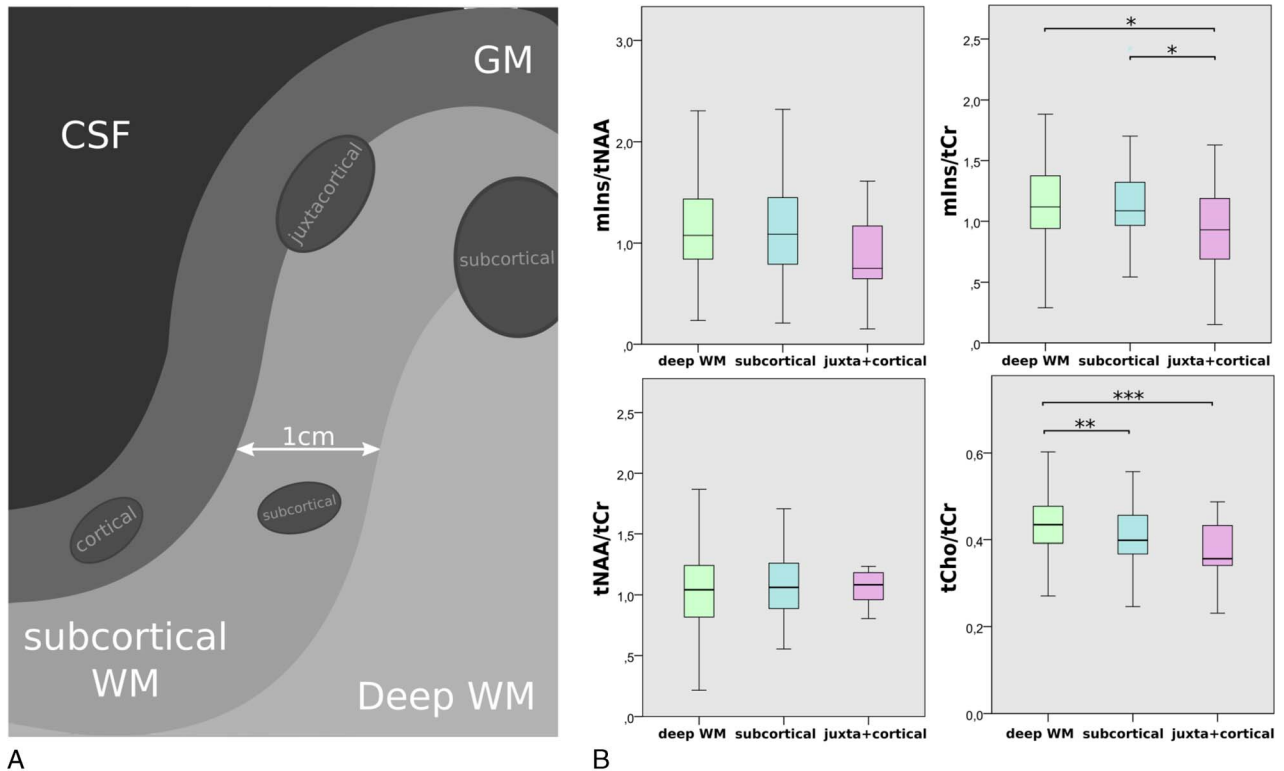 GM
CSF
juxtacortical
subcortical
1cm
subcortical
cortical
subcortical
WM
Deep WM
A
mIns/tNAA
3,0
2,0
1,0
,0
deep WM subcortical juxta+cortical
mIns/tCr
2,5
2,0
1,5
1,0
,5
,0
*
*
deep WM subcortical juxta+cortical
tNAA/tCr
2,5
2,0
1,5
1,0
,5
,0
deep WM subcortical juxta+cortical
tCho/tCr
0,6
0,4
0,2
0,0
***
**
deep WM subcortical juxta+cortical
B